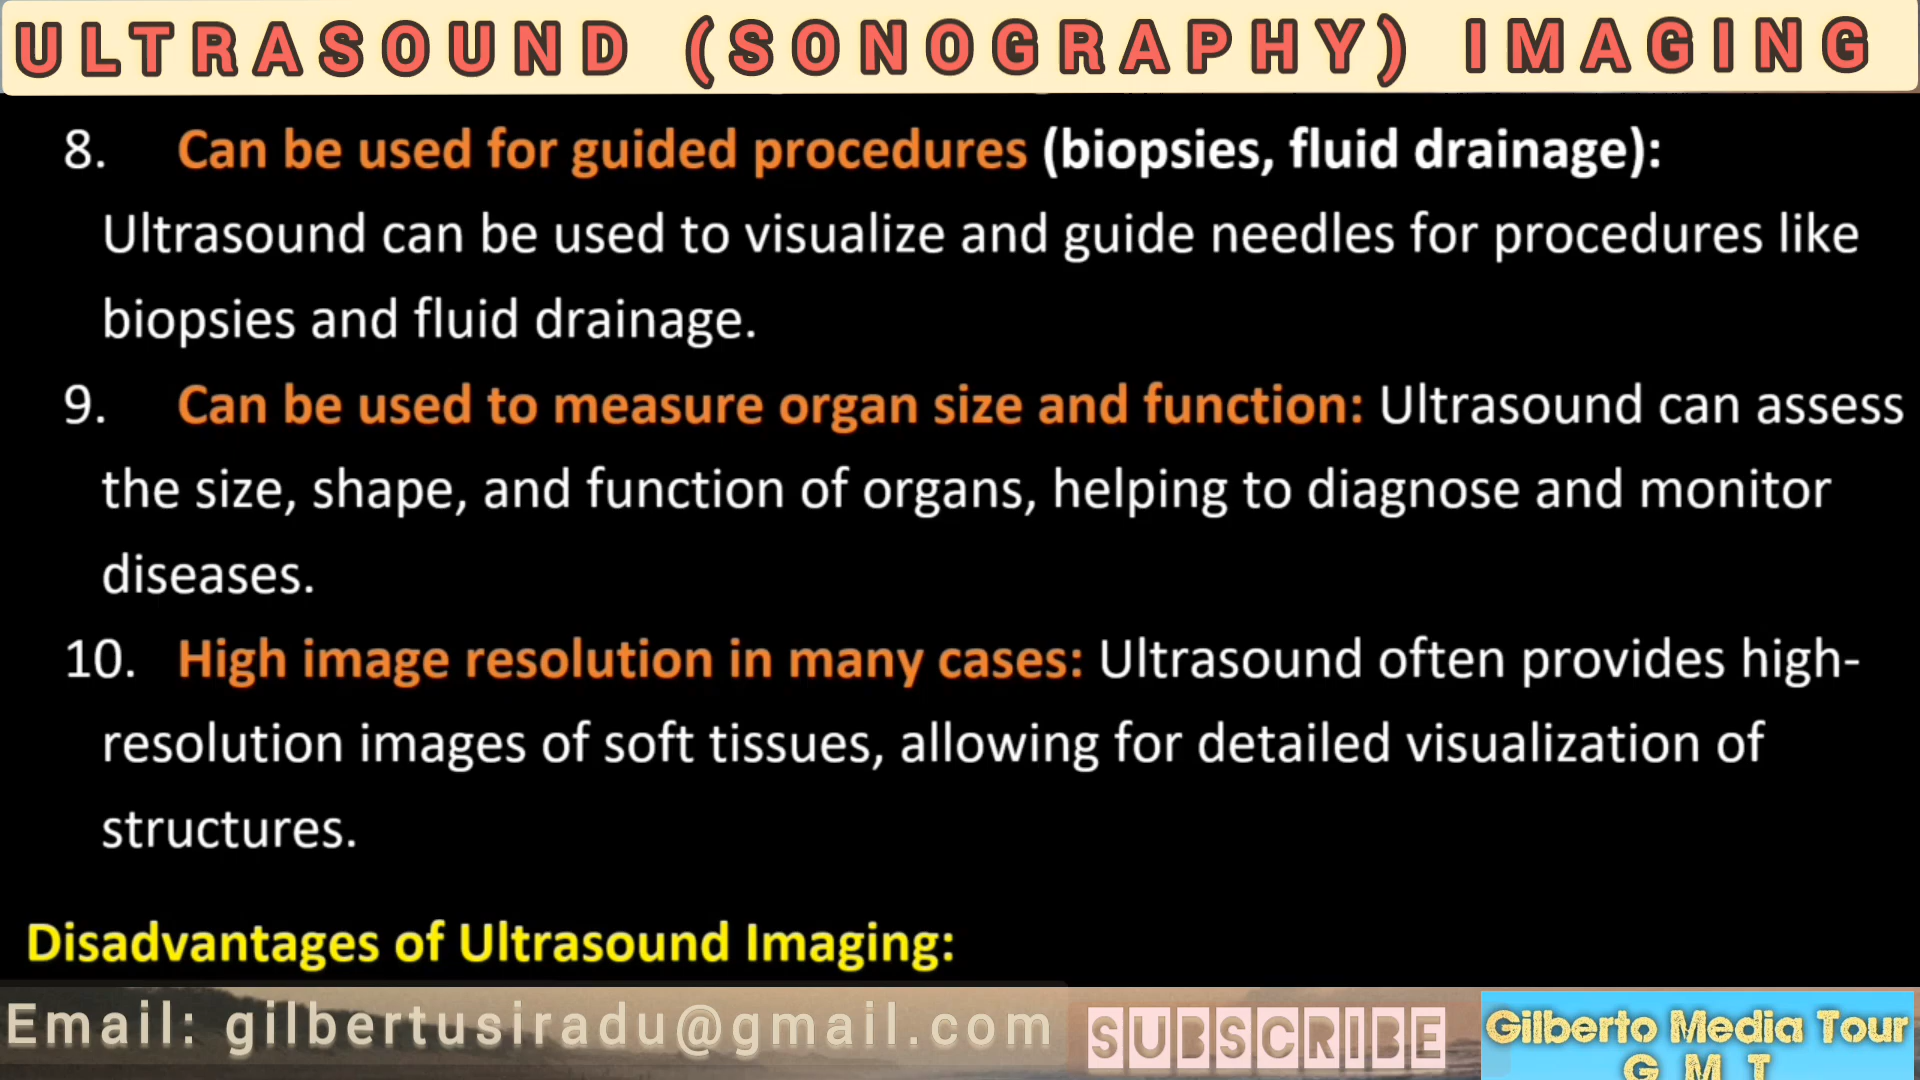 ULTRASOUND (SONOGRAPHY) IMAGING
8. Can be used for guided procedures (biopsies, fluid drainage):
Ultrasound can be used to visualize and guide needles for procedures like
biopsies and fluid drainage.
9. Can be used to measure organ size and function: Ultrasound can assess
the size, shape, and function of organs, helping to diagnose and monitor
diseases.
10. High image resolution in many cases: Ultrasound often provides high-
resolution images of soft tissues, allowing for detailed visualization of
structures.
Disadvantages of Ultrasound Imaging:
Email: gilbertusiradu@gmail.com
SUBSCRIBE
Gilberto Media Tour
G M T